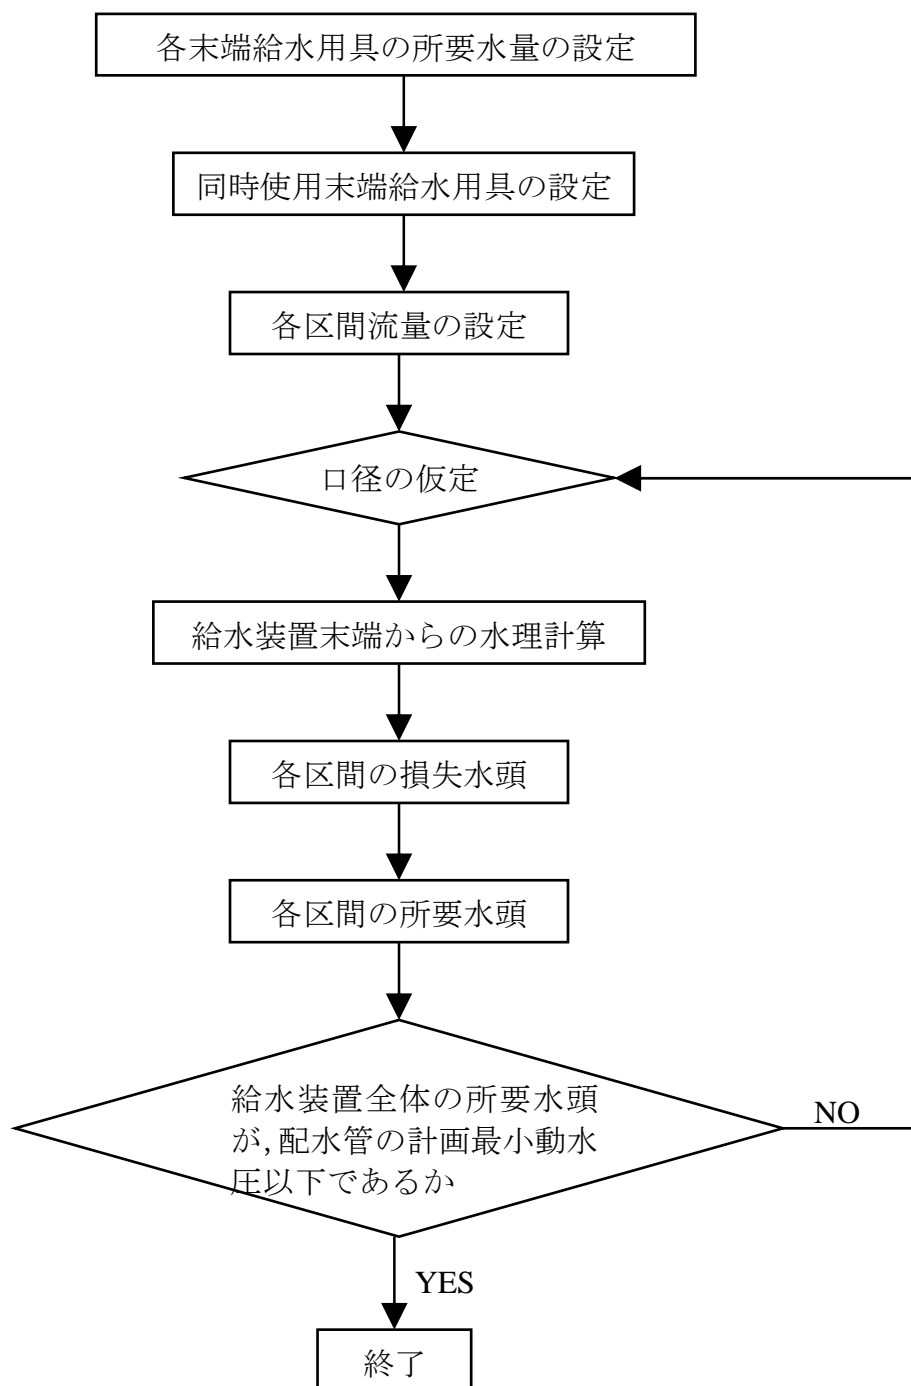 各末端給水用具の所要水量の設定
同時使用末端給水用具の設定
各区間流量の設定
口径の仮定
給水装置末端からの水理計算
各区間の損失水頭
各区間の所要水頭
給水装置全体の所要水頭
が,配水管の計画最小動水
圧以下であるか
NO
YES
終了